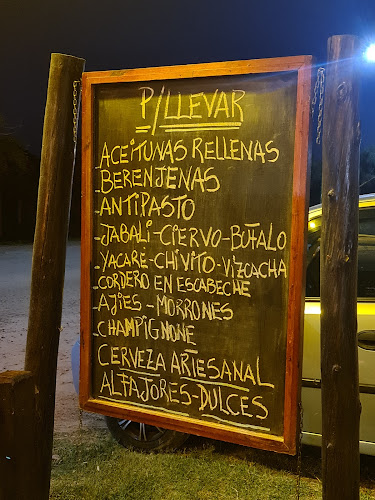 P/LLEVAR
-ACEITUNAS RELLENAS
-BERENJENAS
-ANTIPASTO
-JABALI-CIERVO-BUFALO
-YACARE-CHIVITO-VIZCACHA
-CORDERO EN ESCABECHE
-AJIES-MORRONES
-CHAMPIGNONE
CERVEZA ARTESANAL
ALFAJORES-DULCES